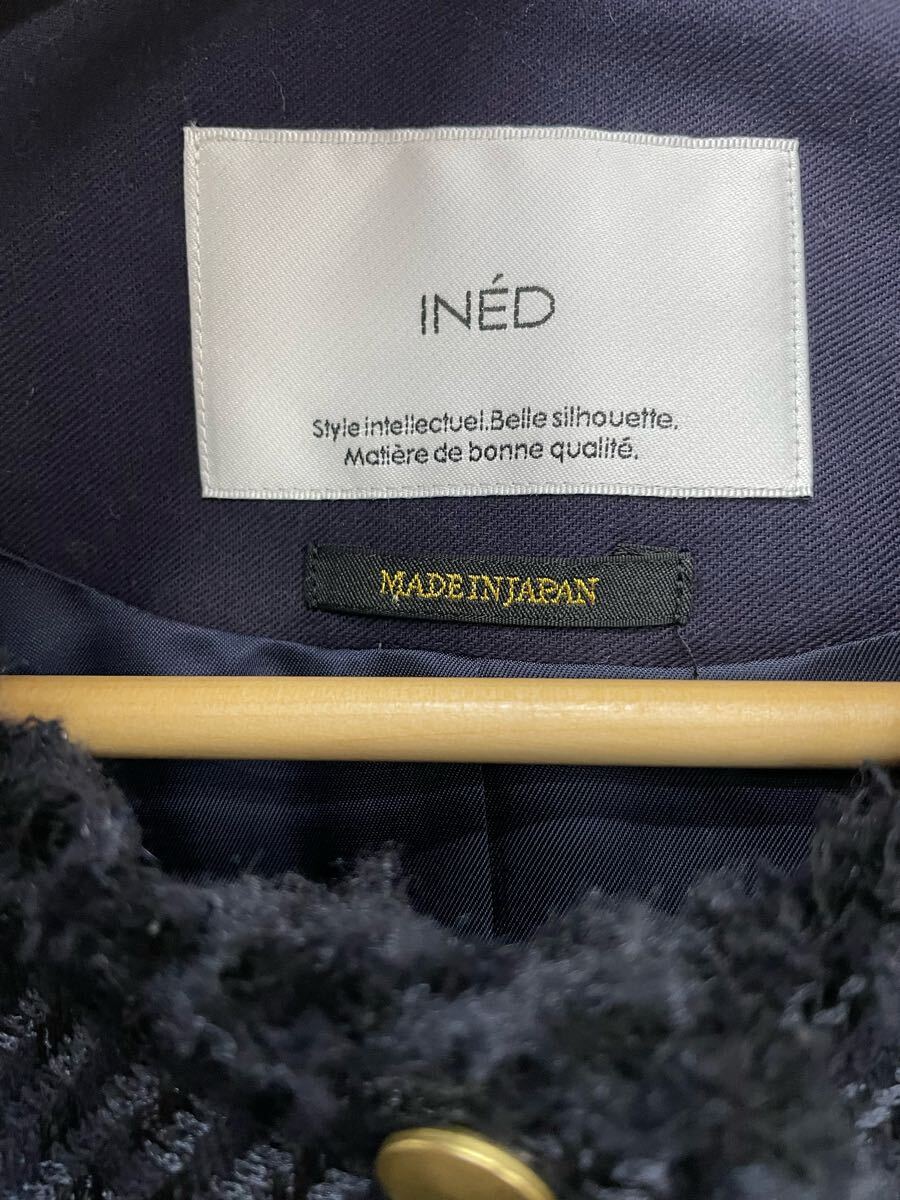 INÉD
Style intellectuel.Belle silhouette.
Matière de bonne qualité.
MADE IN JAPAN